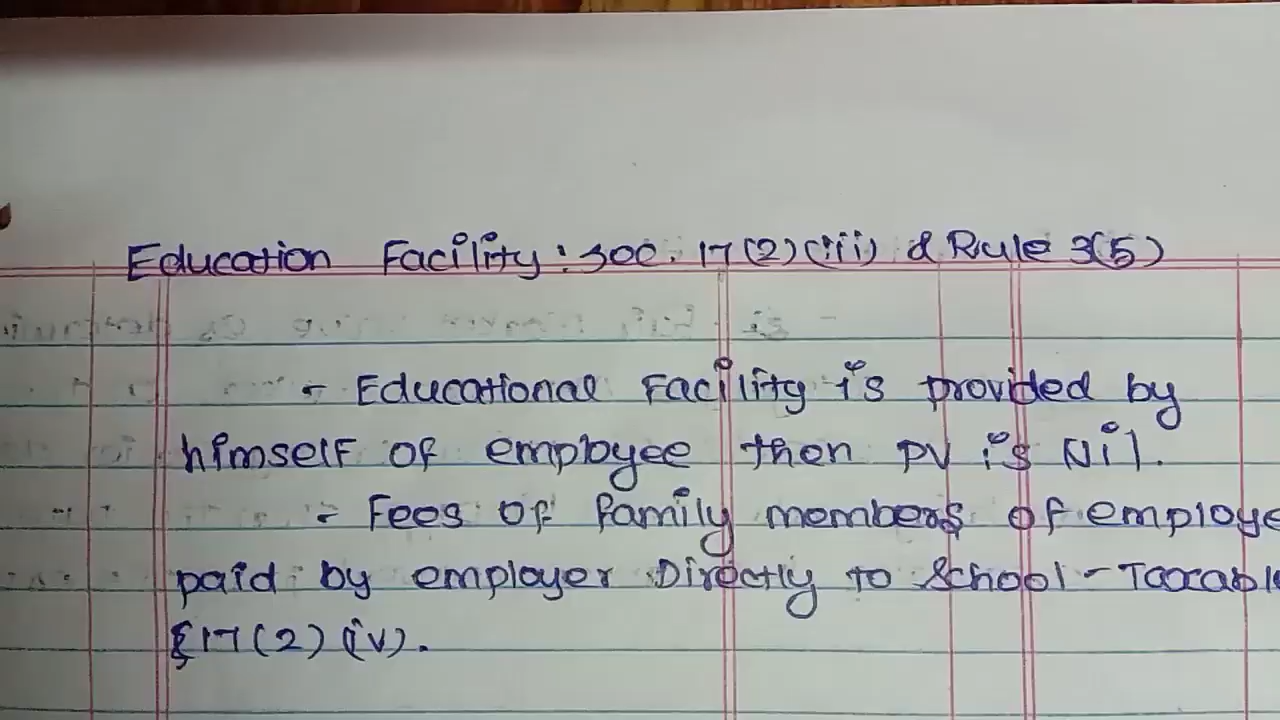 Education Facility : Sec. 17(2)(iii) & Rule 3(5)
- Educational Facility is provided by
himself of employee then PV is Nil.
- Fees of family members of employe
paid by employer Directly to School - Taxable
§17(2)(iv).